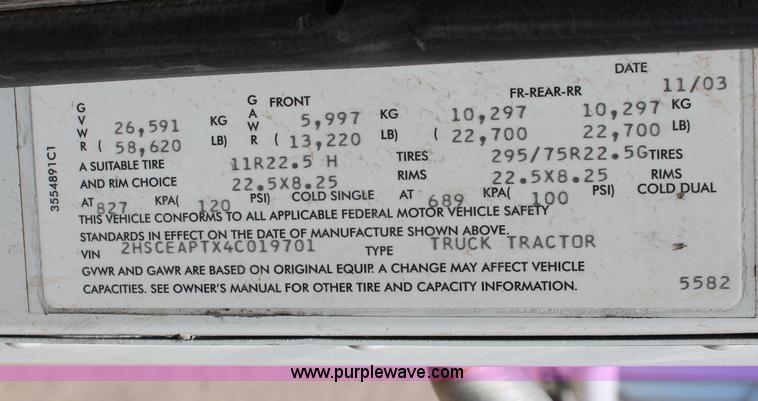 DATE 11/03
GVWR 26,591 KG GAWR FRONT 5,997 KG FR-REAR-RR 10,297 10,297 KG
( 58,620 LB) ( 13,220 LB) ( 22,700 22,700 LB)
A SUITABLE TIRE 11R22.5 H TIRES 295/75R22.5G TIRES
AND RIM CHOICE 22.5X8.25 RIMS 22.5X8.25 RIMS
AT 827 KPA( 120 PSI) COLD SINGLE AT 689 KPA( 100 PSI) COLD DUAL
THIS VEHICLE CONFORMS TO ALL APPLICABLE FEDERAL MOTOR VEHICLE SAFETY
STANDARDS IN EFFECT ON THE DATE OF MANUFACTURE SHOWN ABOVE.
VIN 2HSCEAPTX4C019701 TYPE TRUCK TRACTOR
GVWR AND GAWR ARE BASED ON ORIGINAL EQUIP. A CHANGE MAY AFFECT VEHICLE
CAPACITIES. SEE OWNER'S MANUAL FOR OTHER TIRE AND CAPACITY INFORMATION. 5582
3554891C1
www.purplewave.com